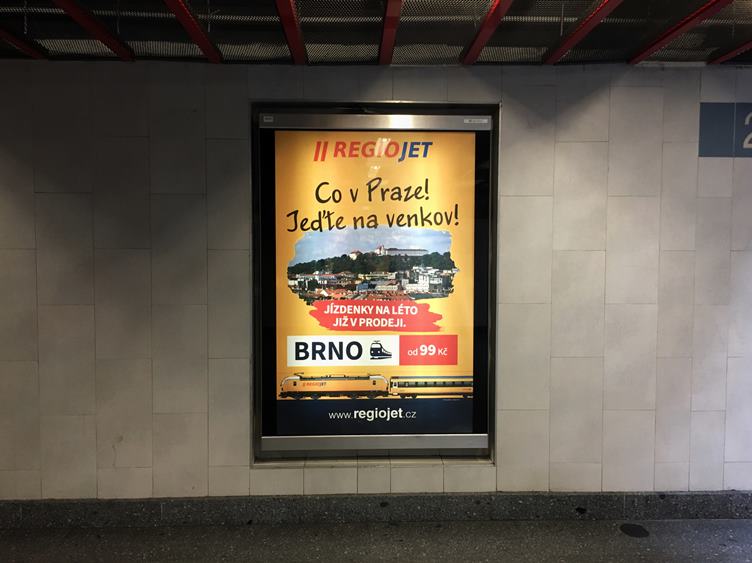 REGIOJET
Co v Praze!
Jeďte na venkov!
JÍZDENKY NA LÉTO
JIŽ V PRODEJI.
BRNO od 99 Kč
REGIOJET
www.regiojet.cz
2